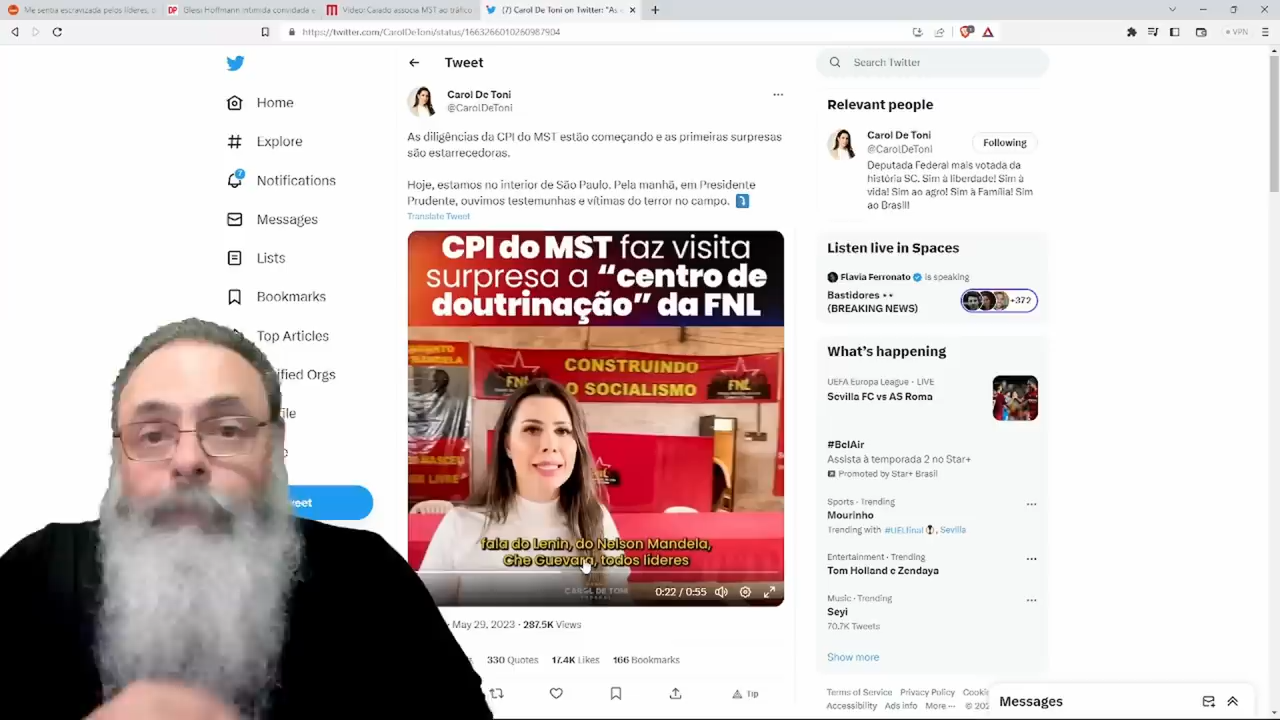 Me sentia escravizada pelos líderes, d
Gleisi Hoffmann intimida convidada e
Vídeo: Caiado associa MST ao tráfico
(7) Carol De Toni on Twitter: "As
https://twitter.com/CarolDeToni/status/1663266010260987904
VPN
Tweet
Search Twitter
Home
Explore
7
Notifications
Messages
Lists
Bookmarks
Top Articles
ified Orgs
file
eet
Carol De Toni
@CarolDeToni
As diligências da CPI do MST estão começando e as primeiras surpresas
são estarrecedoras.
Hoje, estamos no interior de São Paulo. Pela manhã, em Presidente
Prudente, ouvimos testemunhas e vítimas do terror no campo.
Translate Tweet
CPI do MST faz visita
surpresa a “centro de
doutrinação” da FNL
CONSTRUINDO
O SOCIALISMO
FNL
FNL
fala do Lenin, do Nelson Mandela,
Che Guevara, todos líderes
CAROL DE TONI
0:22 / 0:55
May 29, 2023 · 287.5K Views
330 Quotes 17.4K Likes 166 Bookmarks
Tip
Relevant people
Carol De Toni
@CarolDeToni
Following
Deputada Federal mais votada da
história SC. Sim à liberdade! Sim à
vida! Sim ao agro! Sim à Família! Sim
ao Brasil!
Listen live in Spaces
Flavia Ferronato is speaking
Bastidores
(BREAKING NEWS)
+372
What's happening
UEFA Europa League · LIVE
Sevilla FC vs AS Roma
#BelAir
Assista à temporada 2 no Star+
Promoted by Star+ Brasil
Sports · Trending
Mourinho
Trending with #UELfinal, Sevilla
Entertainment · Trending
Tom Holland e Zendaya
Music · Trending
Seyi
70.7K Tweets
Show more
Terms of Service Privacy Policy
Accessibility Ads info More ···
Messages